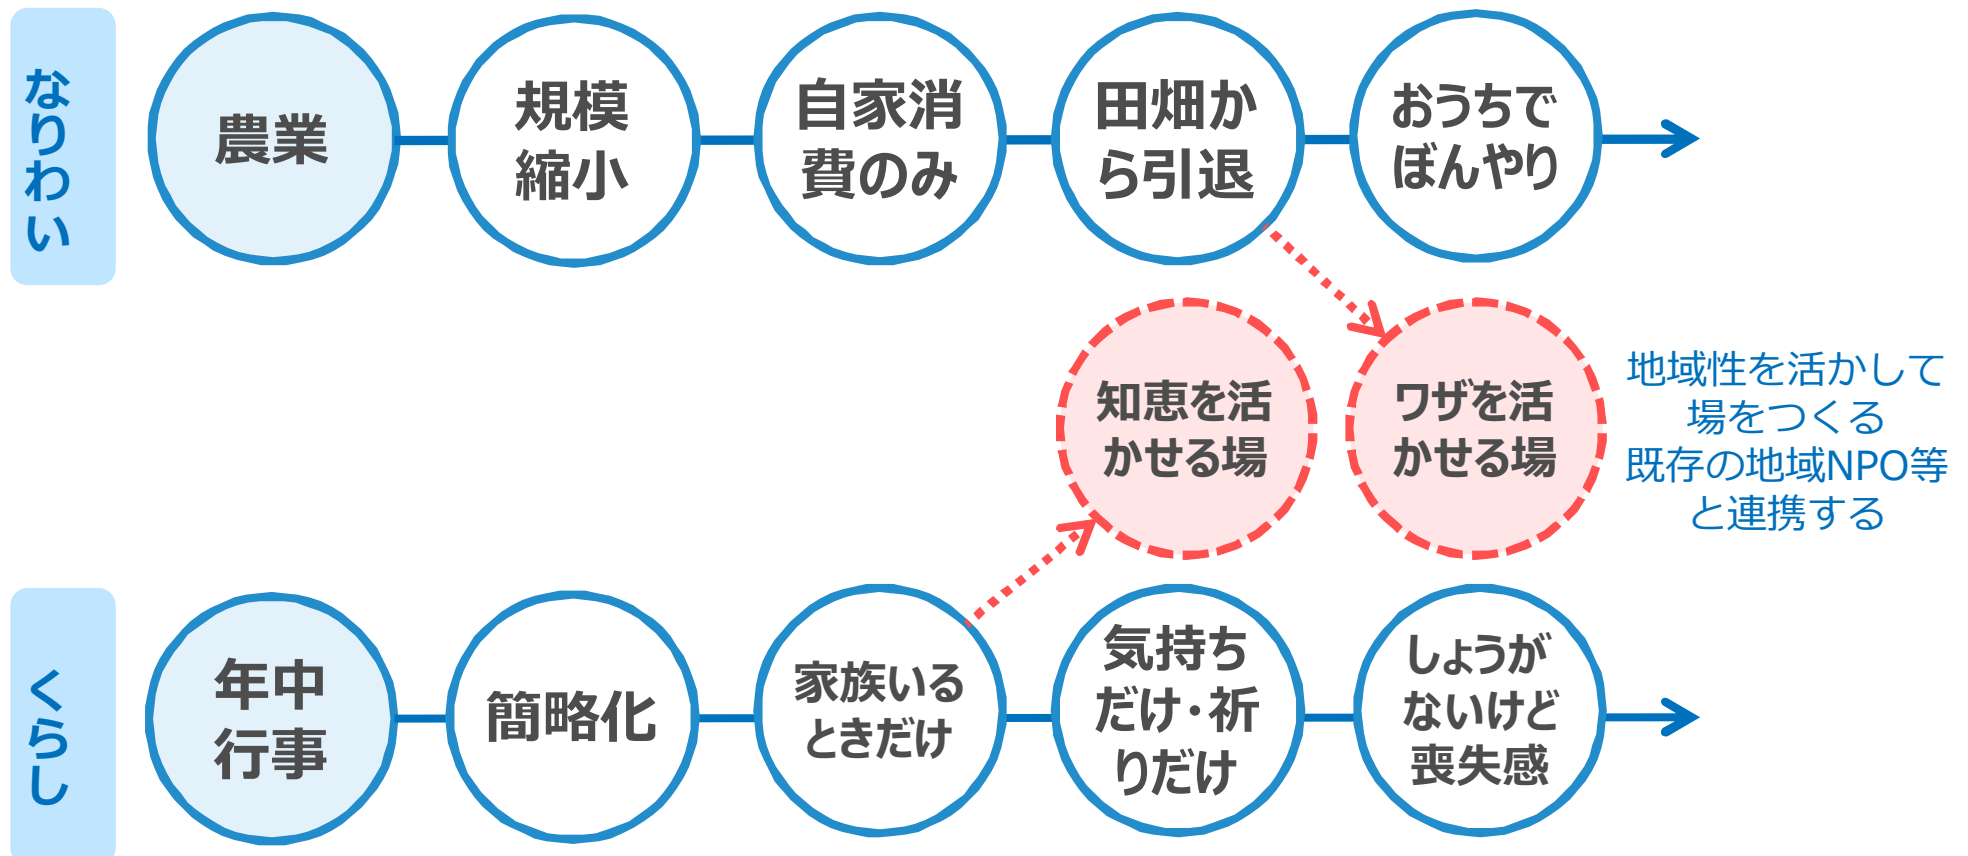 なりわい
農業
規模
縮小
自家消
費のみ
田畑か
ら引退
おうちで
ぼんやり
知恵を活
かせる場
ワザを活
かせる場
地域性を活かして
場をつくる
既存の地域NPO等
と連携する
くらし
年中
行事
簡略化
家族いる
ときだけ
気持ち
だけ・祈
りだけ
しょうが
ないけど
喪失感